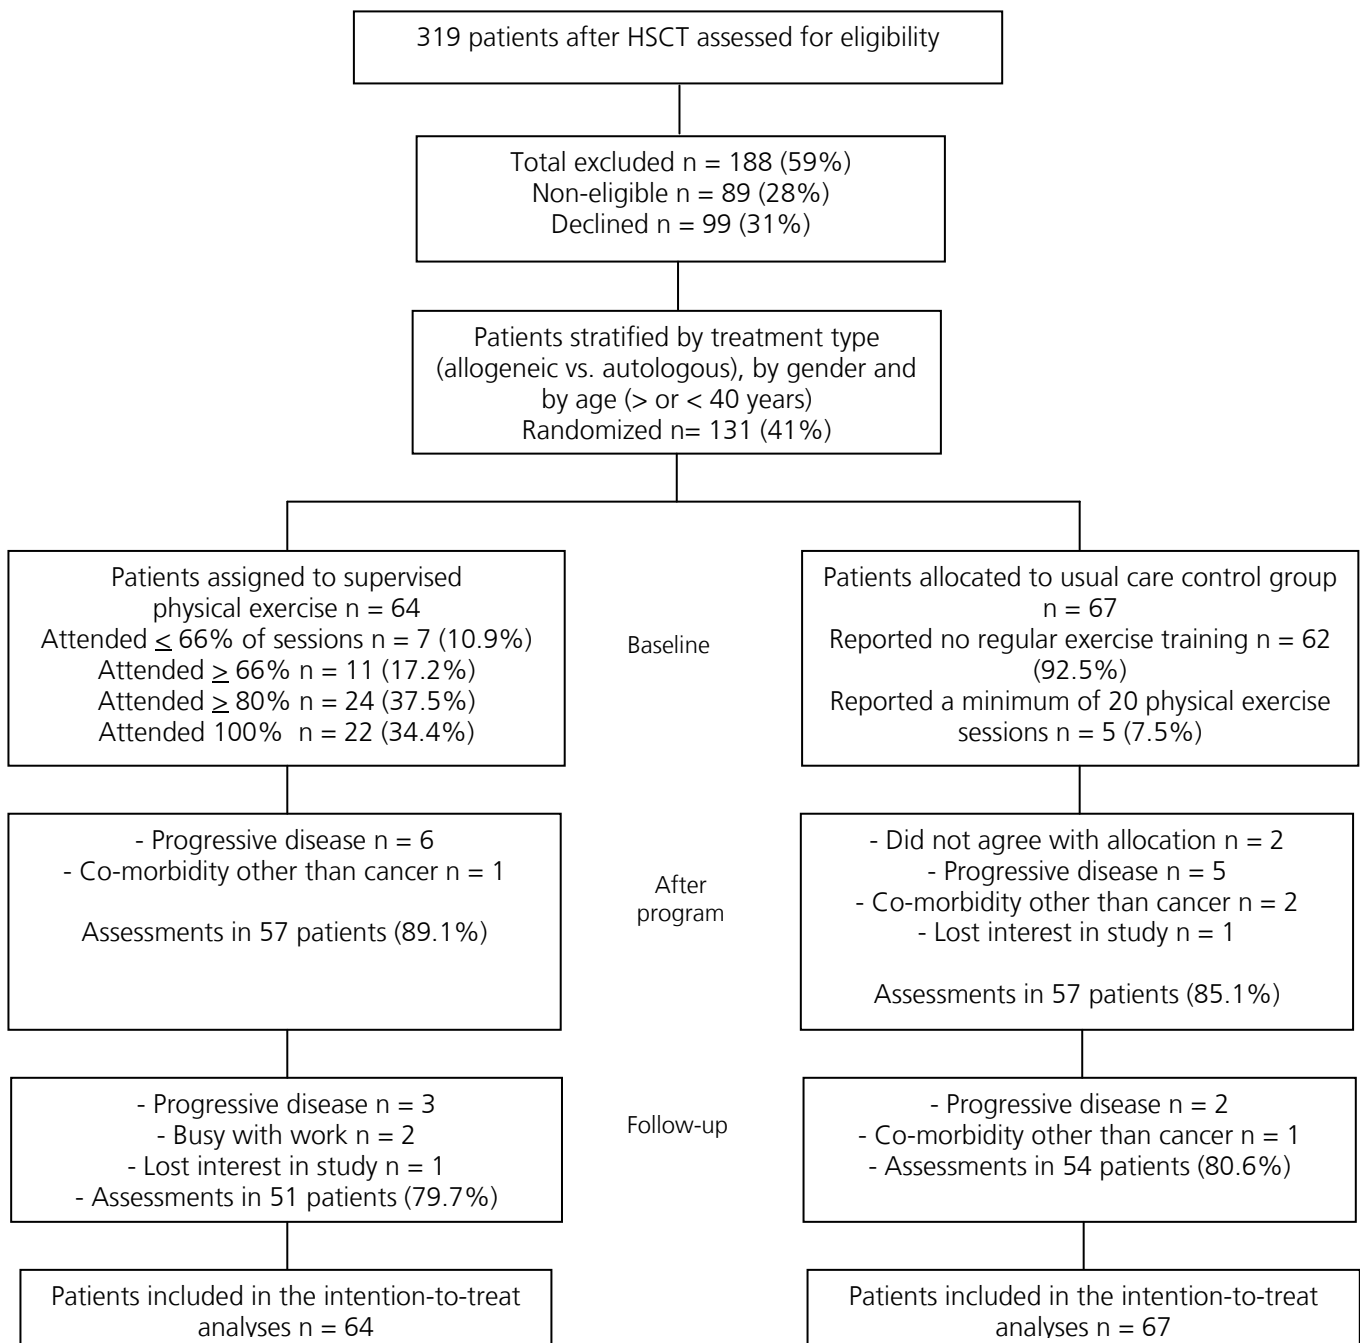 319 patients after HSCT assessed for eligibility
Total excluded n = 188 (59%)
Non-eligible n = 89 (28%)
Declined n = 99 (31%)
Patients stratified by treatment type
(allogeneic vs. autologous), by gender and
by age (> or < 40 years)
Randomized n= 131 (41%)
Patients assigned to supervised
physical exercise n = 64
Attended ≤ 66% of sessions n = 7 (10.9%)
Attended ≥ 66% n = 11 (17.2%)
Attended ≥ 80% n = 24 (37.5%)
Attended 100% n = 22 (34.4%)
Baseline
Patients allocated to usual care control group
n = 67
Reported no regular exercise training n = 62
(92.5%)
Reported a minimum of 20 physical exercise
sessions n = 5 (7.5%)
- Progressive disease n = 6
- Co-morbidity other than cancer n = 1
Assessments in 57 patients (89.1%)
After
program
- Did not agree with allocation n = 2
- Progressive disease n = 5
- Co-morbidity other than cancer n = 2
- Lost interest in study n = 1
Assessments in 57 patients (85.1%)
- Progressive disease n = 3
- Busy with work n = 2
- Lost interest in study n = 1
- Assessments in 51 patients (79.7%)
Follow-up
- Progressive disease n = 2
- Co-morbidity other than cancer n = 1
- Assessments in 54 patients (80.6%)
Patients included in the intention-to-treat
analyses n = 64
Patients included in the intention-to-treat
analyses n = 67